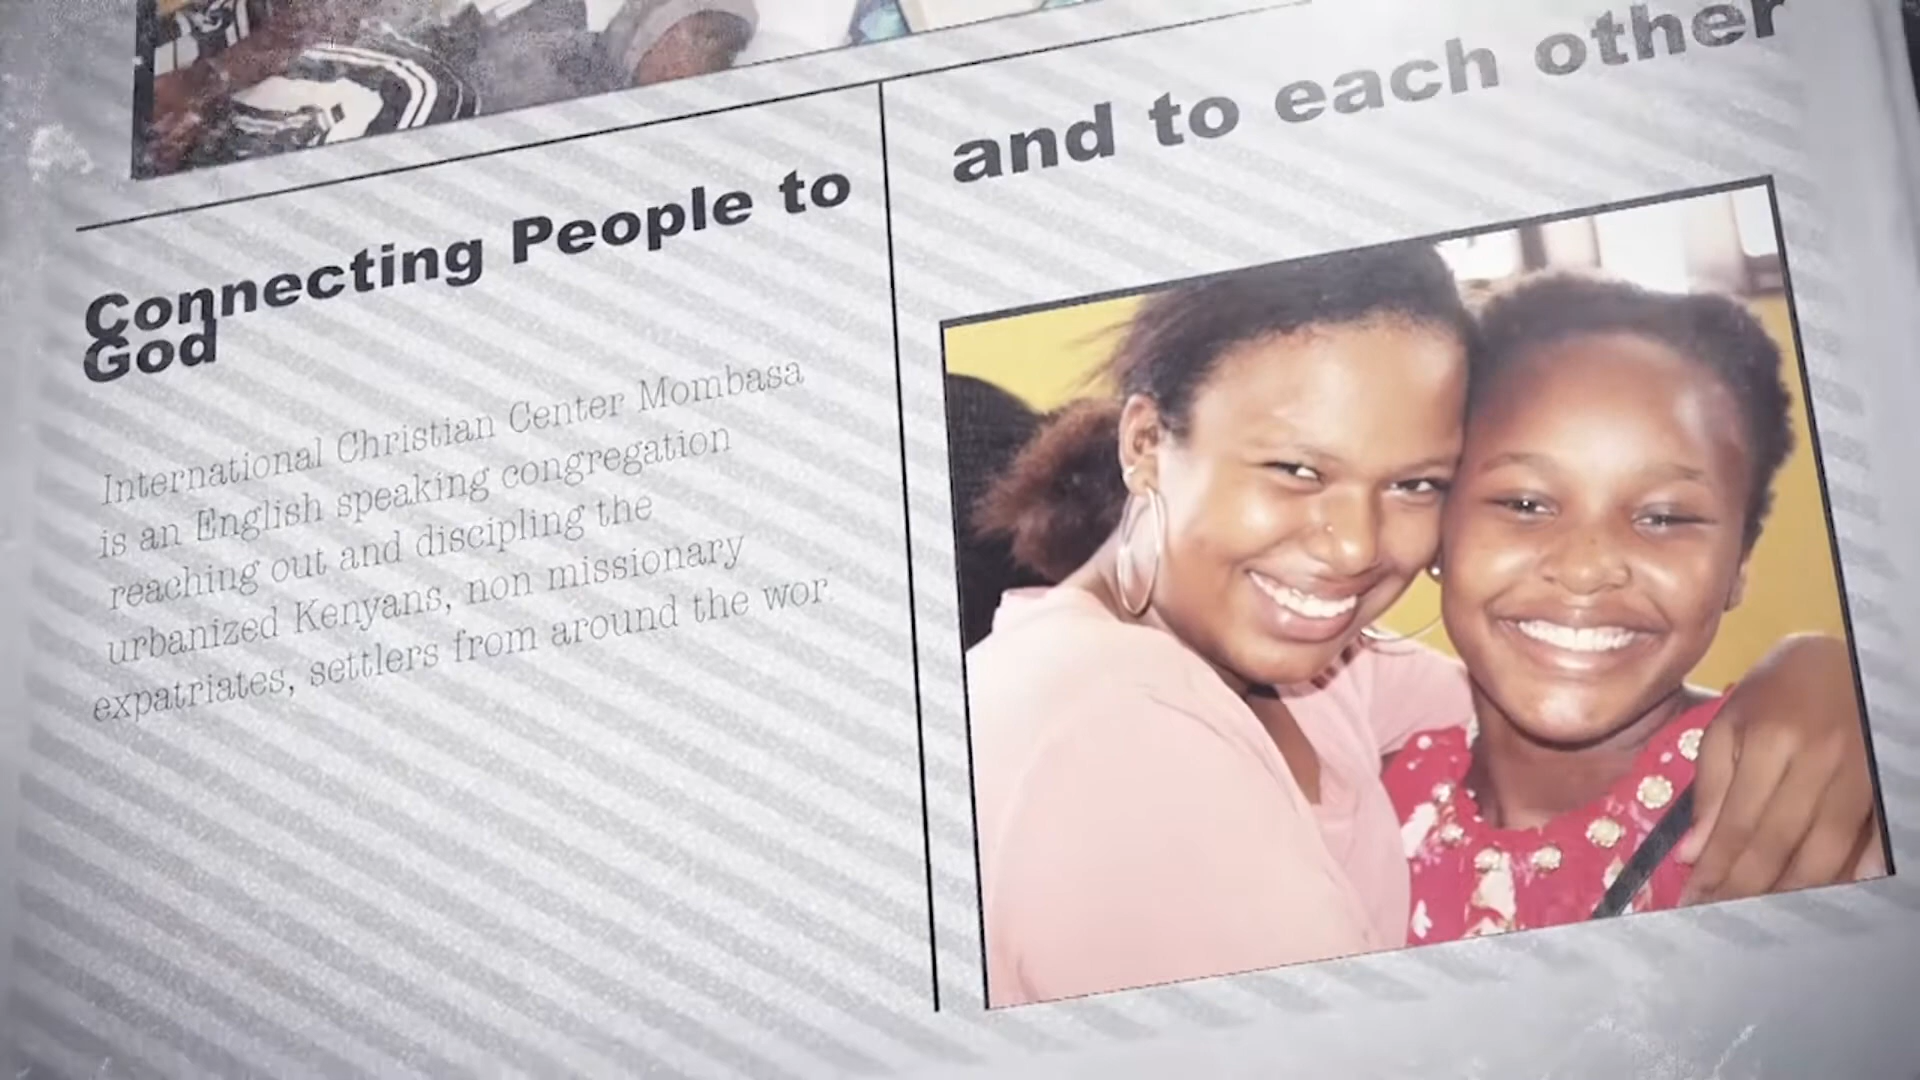 Connecting People to
God
International Christian Center Mombasa
is an English speaking congregation
reaching out and discipling the
urbanized Kenyans, non missionary
expatriates, settlers from around the wor
and to each other